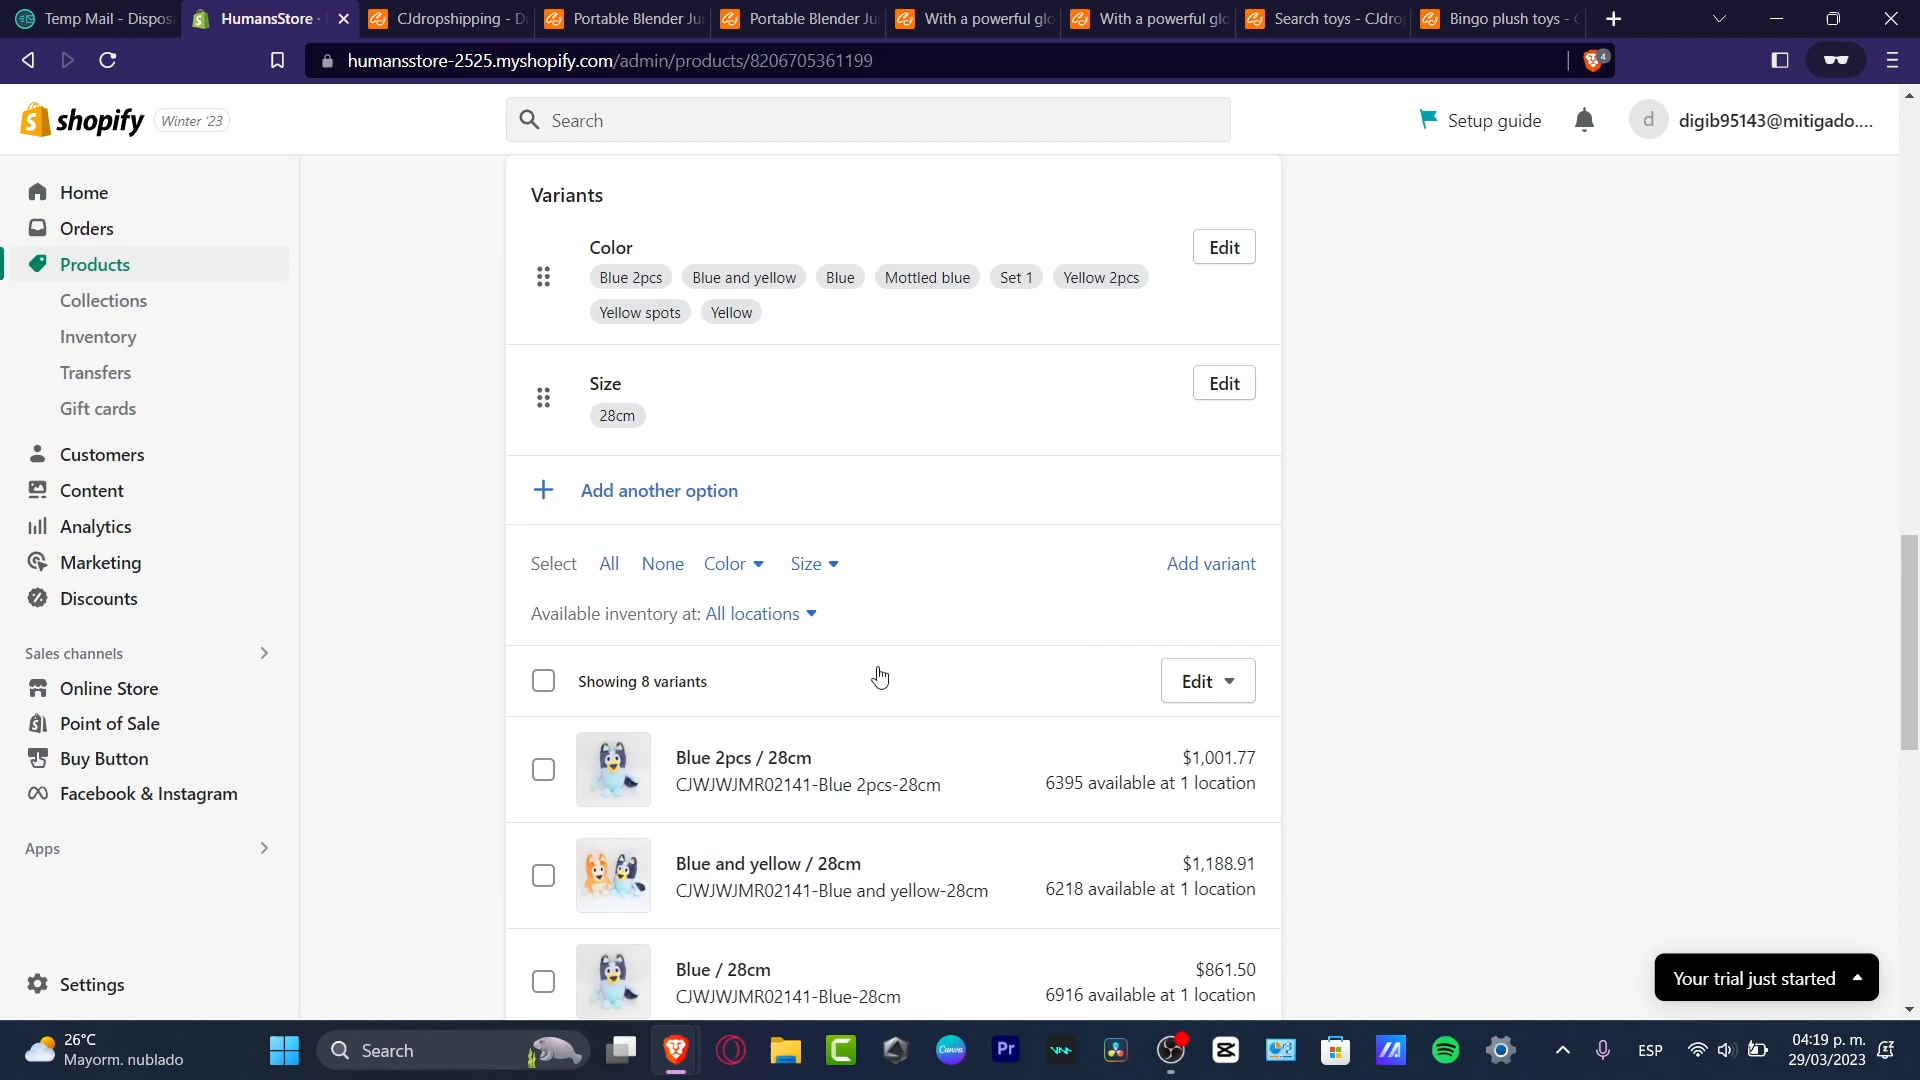 Temp Mail - Dispos
HumansStore -
CJdropshipping - D
Portable Blender Jui
Portable Blender Jui
With a powerful glo
With a powerful glo
Search toys - CJdro
Bingo plush toys - C
humansstore-2525.myshopify.com/admin/products/8206705361199
4
shopify
Winter '23
Search
Setup guide
d
digib95143@mitigado....
Home
Orders
Products
Collections
Inventory
Transfers
Gift cards
Customers
Content
Analytics
Marketing
Discounts
Sales channels
Online Store
Point of Sale
Buy Button
Facebook & Instagram
Apps
Settings
Variants
Color
Edit
Blue 2pcs
Blue and yellow
Blue
Mottled blue
Set 1
Yellow 2pcs
Yellow spots
Yellow
Size
Edit
28cm
Add another option
Select All None Color Size
Add variant
Available inventory at: All locations
Showing 8 variants
Edit
Blue 2pcs / 28cm
$1,001.77
CJWJWJMR02141-Blue 2pcs-28cm
6395 available at 1 location
Blue and yellow / 28cm
$1,188.91
CJWJWJMR02141-Blue and yellow-28cm
6218 available at 1 location
Blue / 28cm
$861.50
CJWJWJMR02141-Blue-28cm
6916 available at 1 location
Your trial just started
26°C
Mayorm. nublado
Search
Canva
Pr
ESP
04:19 p. m.
29/03/2023